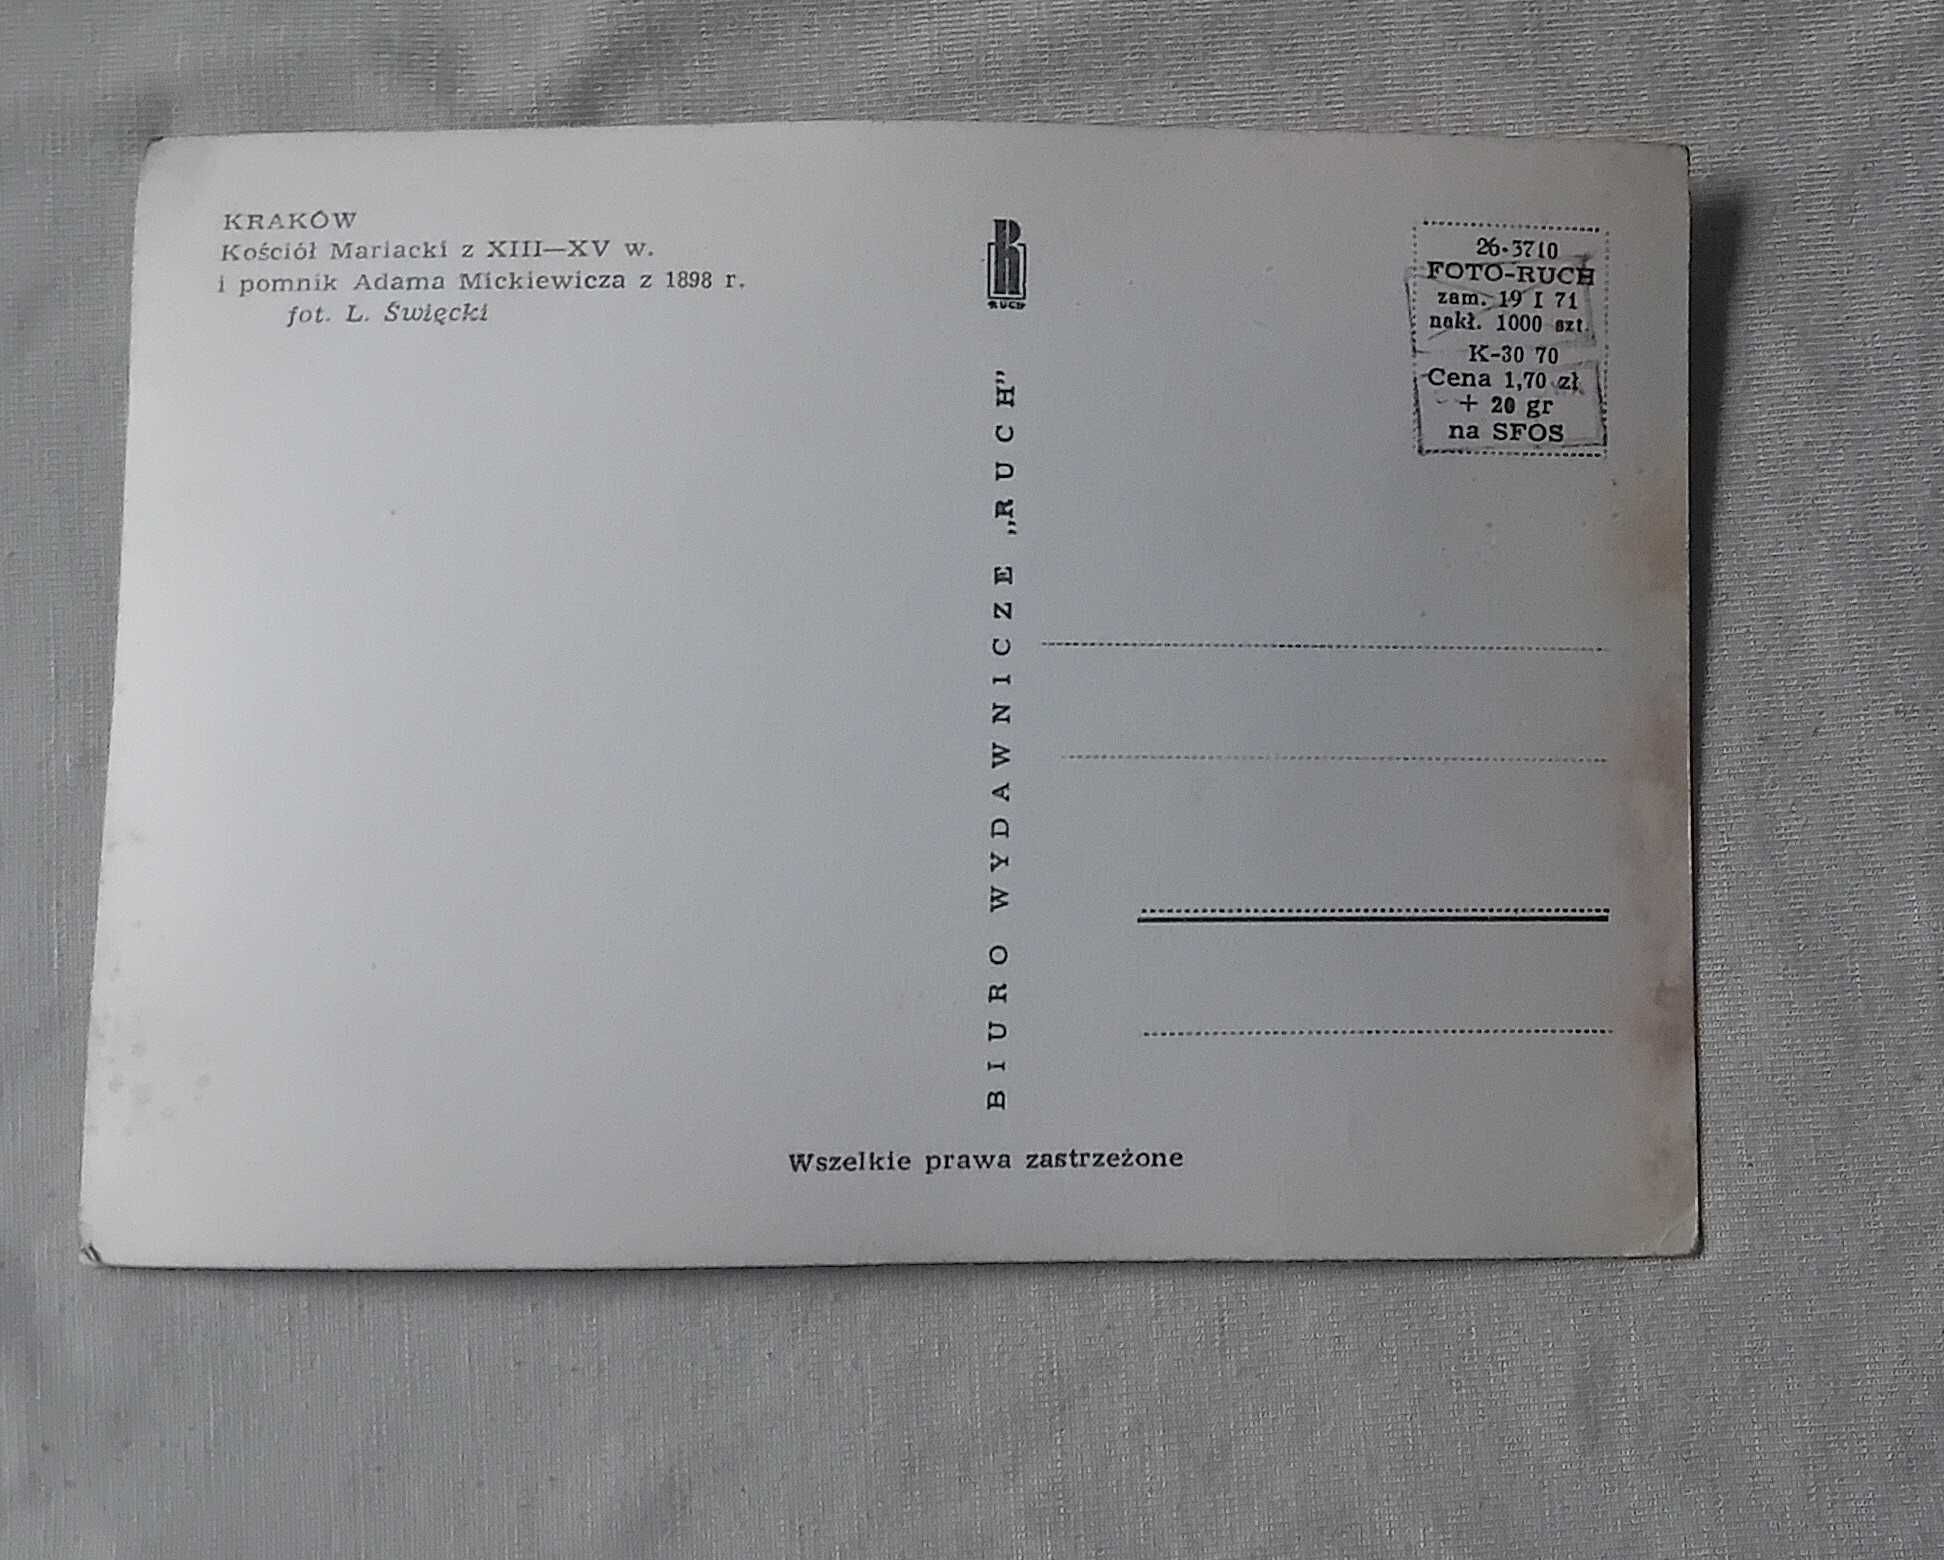 KRAKÓW
Kościół Mariacki z XIII—XV w.
i pomnik Adama Mickiewicza z 1898 r.
fot. L. Święcki
RUCH
BIURO WYDAWNICZE „RUCH”
26-3710
FOTO-RUCH
zam. 19 I 71
nakł. 1000 szt.
K-30 70
Cena 1,70 zł
+ 20 gr
na SFOS
Wszelkie prawa zastrzeżone